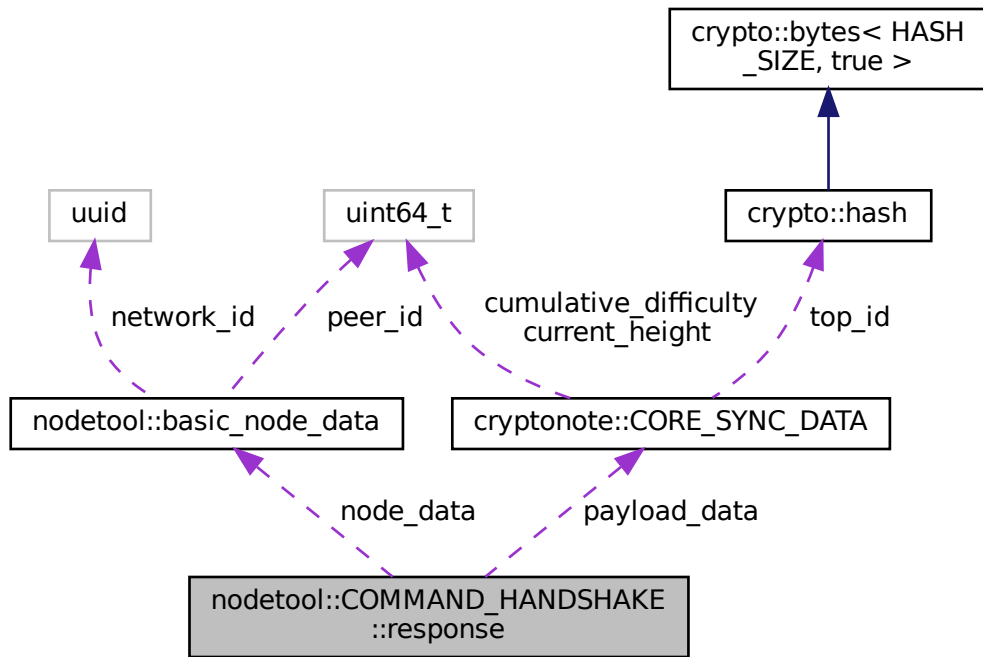 crypto::bytes< HASH
_SIZE, true >
uuid
uint64_t
crypto::hash
network_id
peer_id
cumulative_difficulty
current_height
top_id
nodetool::basic_node_data
cryptonote::CORE_SYNC_DATA
node_data
payload_data
nodetool::COMMAND_HANDSHAKE
::response